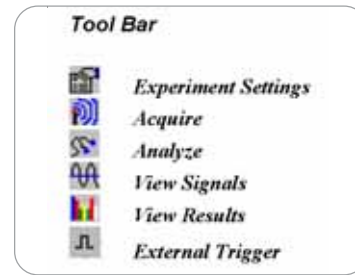 Tool Bar
Experiment Settings
Acquire
Analyze
View Signals
View Results
External Trigger